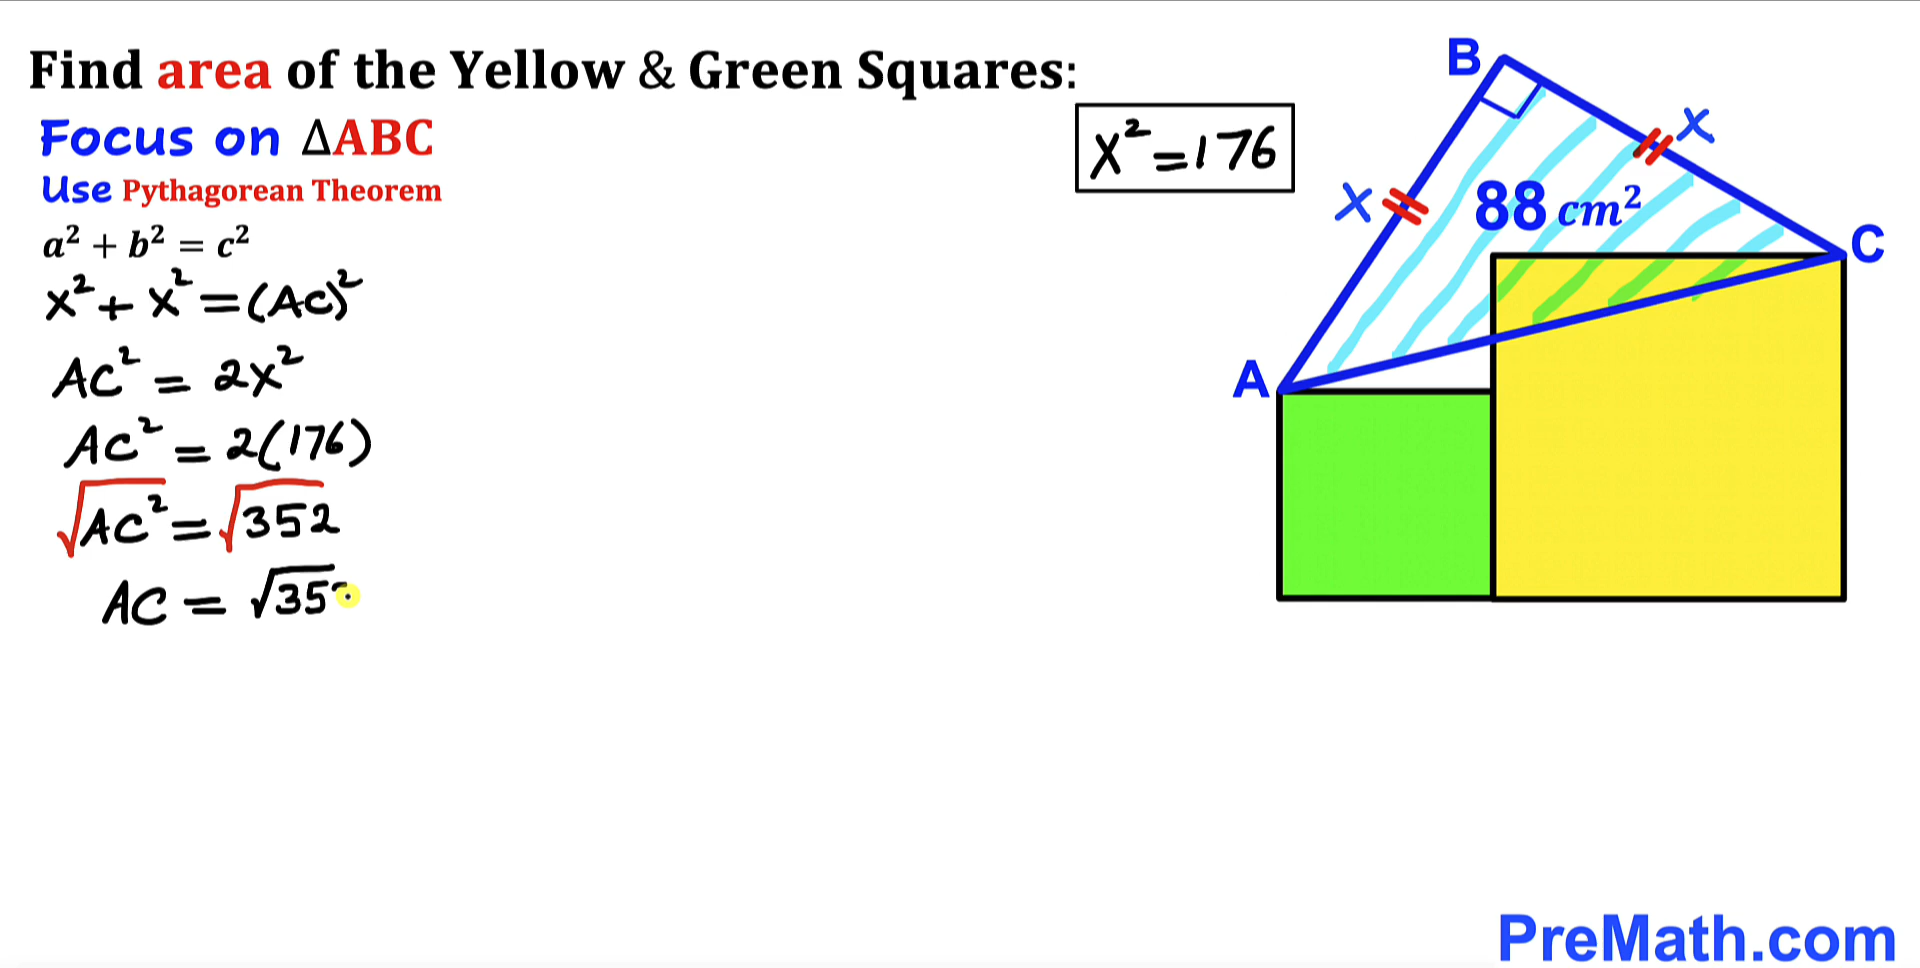 Find area of the Yellow & Green Squares:
Focus on ΔABC
Use Pythagorean Theorem
a² + b² = c²
x² + x² = (AC)²
AC² = 2x²
AC² = 2(176)
√AC² = √352
AC = √35
x² = 176
B
x
x
88 cm²
C
A
PreMath.com